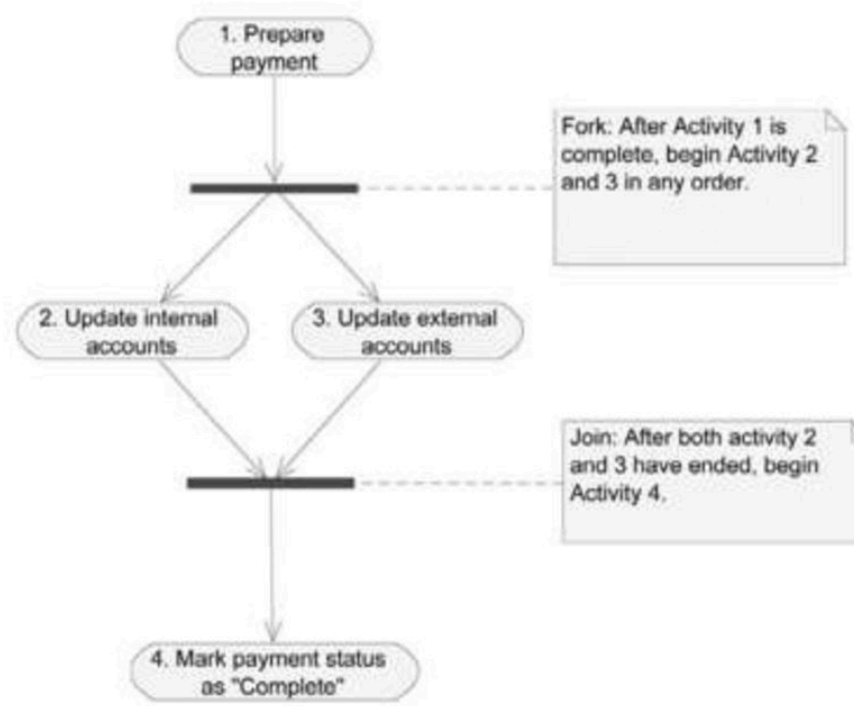 1. Prepare
payment
Fork: After Activity 1 is
complete, begin Activity 2
and 3 in any order.
2. Update internal
accounts
3. Update external
accounts
Join: After both activity 2
and 3 have ended, begin
Activity 4.
4. Mark payment status
as "Complete"